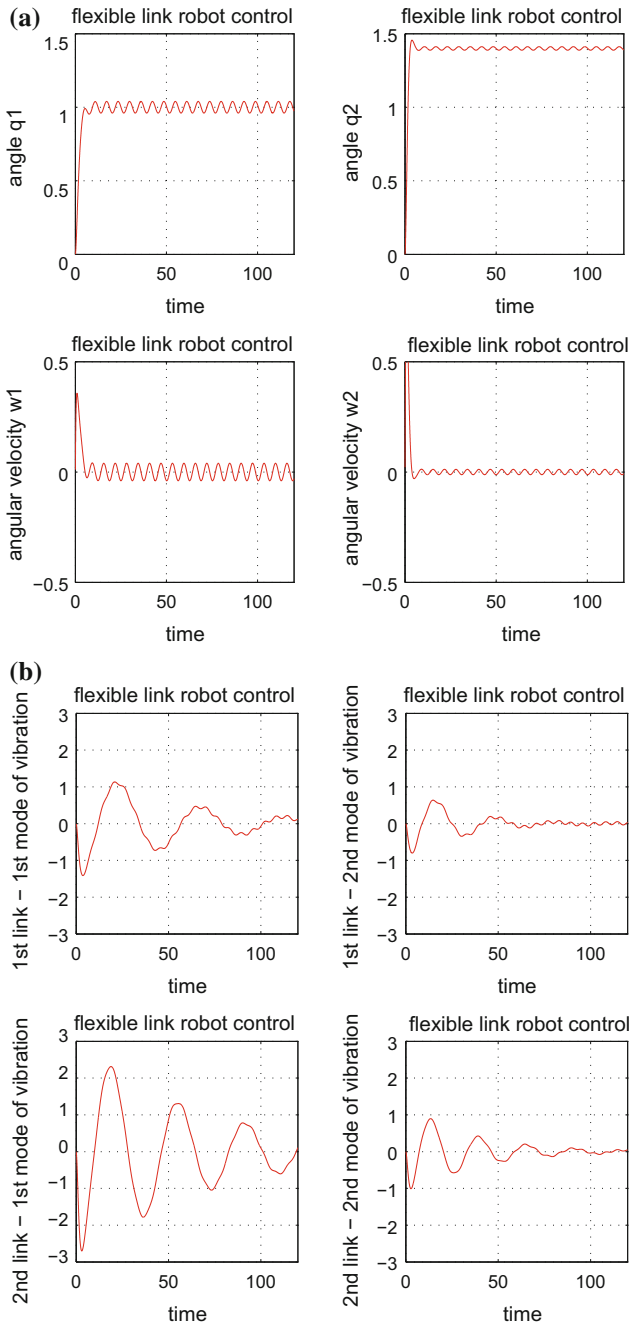 (a)
flexible link robot control
1.5
1
0.5
0
angle q1
0 50 100
time
flexible link robot control
1.5
1
0.5
0
angle q2
0 50 100
time
flexible link robot control
0.5
0
−0.5
angular velocity w1
0 50 100
time
flexible link robot control
0.5
0
−0.5
angular velocity w2
0 50 100
time
(b)
flexible link robot control
3
2
1
0
−1
−2
−3
1st link − 1st mode of vibration
0 50 100
time
flexible link robot control
3
2
1
0
−1
−2
−3
1st link − 2nd mode of vibration
0 50 100
time
flexible link robot control
3
2
1
0
−1
−2
−3
2nd link − 1st mode of vibration
0 50 100
time
flexible link robot control
3
2
1
0
−1
−2
−3
2nd link − 2nd mode of vibration
0 50 100
time